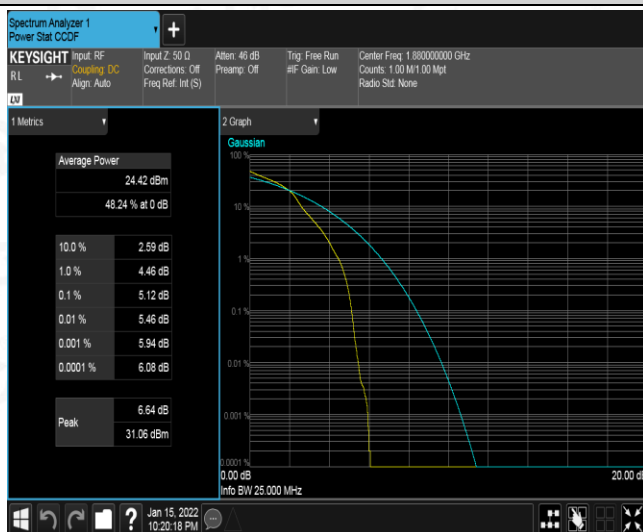 Spectrum Analyzer 1
Power Stat CCDF
+
KEYSIGHT
RL
LXI
Input: RF
Coupling: DC
Align: Auto
Input Z: 50 Ω
Corrections: Off
Freq Ref: Int (S)
Atten: 46 dB
Preamp: Off
Trig: Free Run
#IF Gain: Low
Center Freq: 1.880000000 GHz
Counts: 1.00 M/1.00 Mpt
Radio Std: None
1 Metrics
Average Power
24.42 dBm
48.24 % at 0 dB
10.0 % 2.59 dB
1.0 % 4.46 dB
0.1 % 5.12 dB
0.01 % 5.46 dB
0.001 % 5.94 dB
0.0001 % 6.08 dB
Peak
6.64 dB
31.06 dBm
2 Graph
Gaussian
100 %
10 %
1 %
0.1 %
0.01 %
0.001 %
0.0001 %
0.00 dB
20.00 dB
Info BW 25.000 MHz
?
Jan 15, 2022
10:20:18 PM